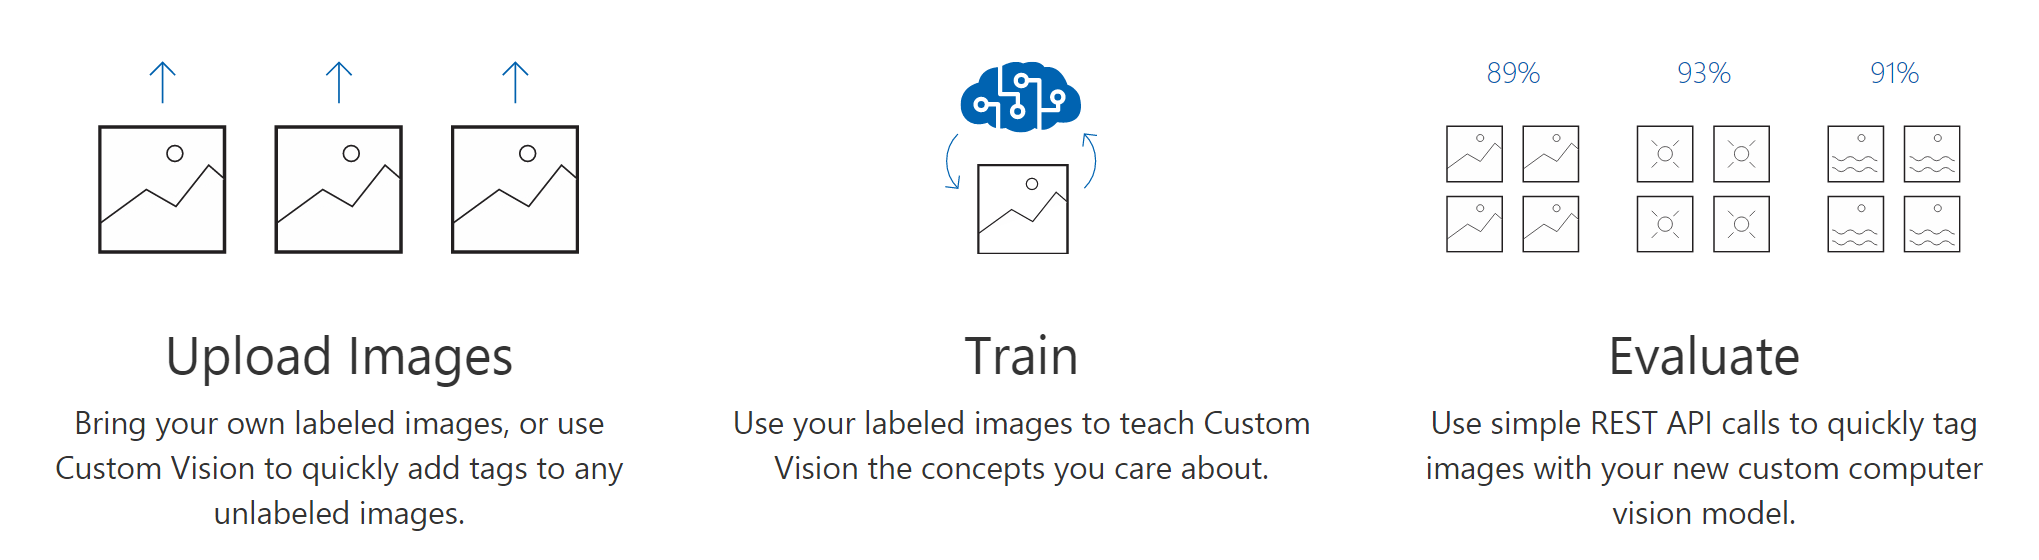 Upload Images
Bring your own labeled images, or use
Custom Vision to quickly add tags to any
unlabeled images.
Train
Use your labeled images to teach Custom
Vision the concepts you care about.
89%
93%
91%
Evaluate
Use simple REST API calls to quickly tag
images with your new custom computer
vision model.